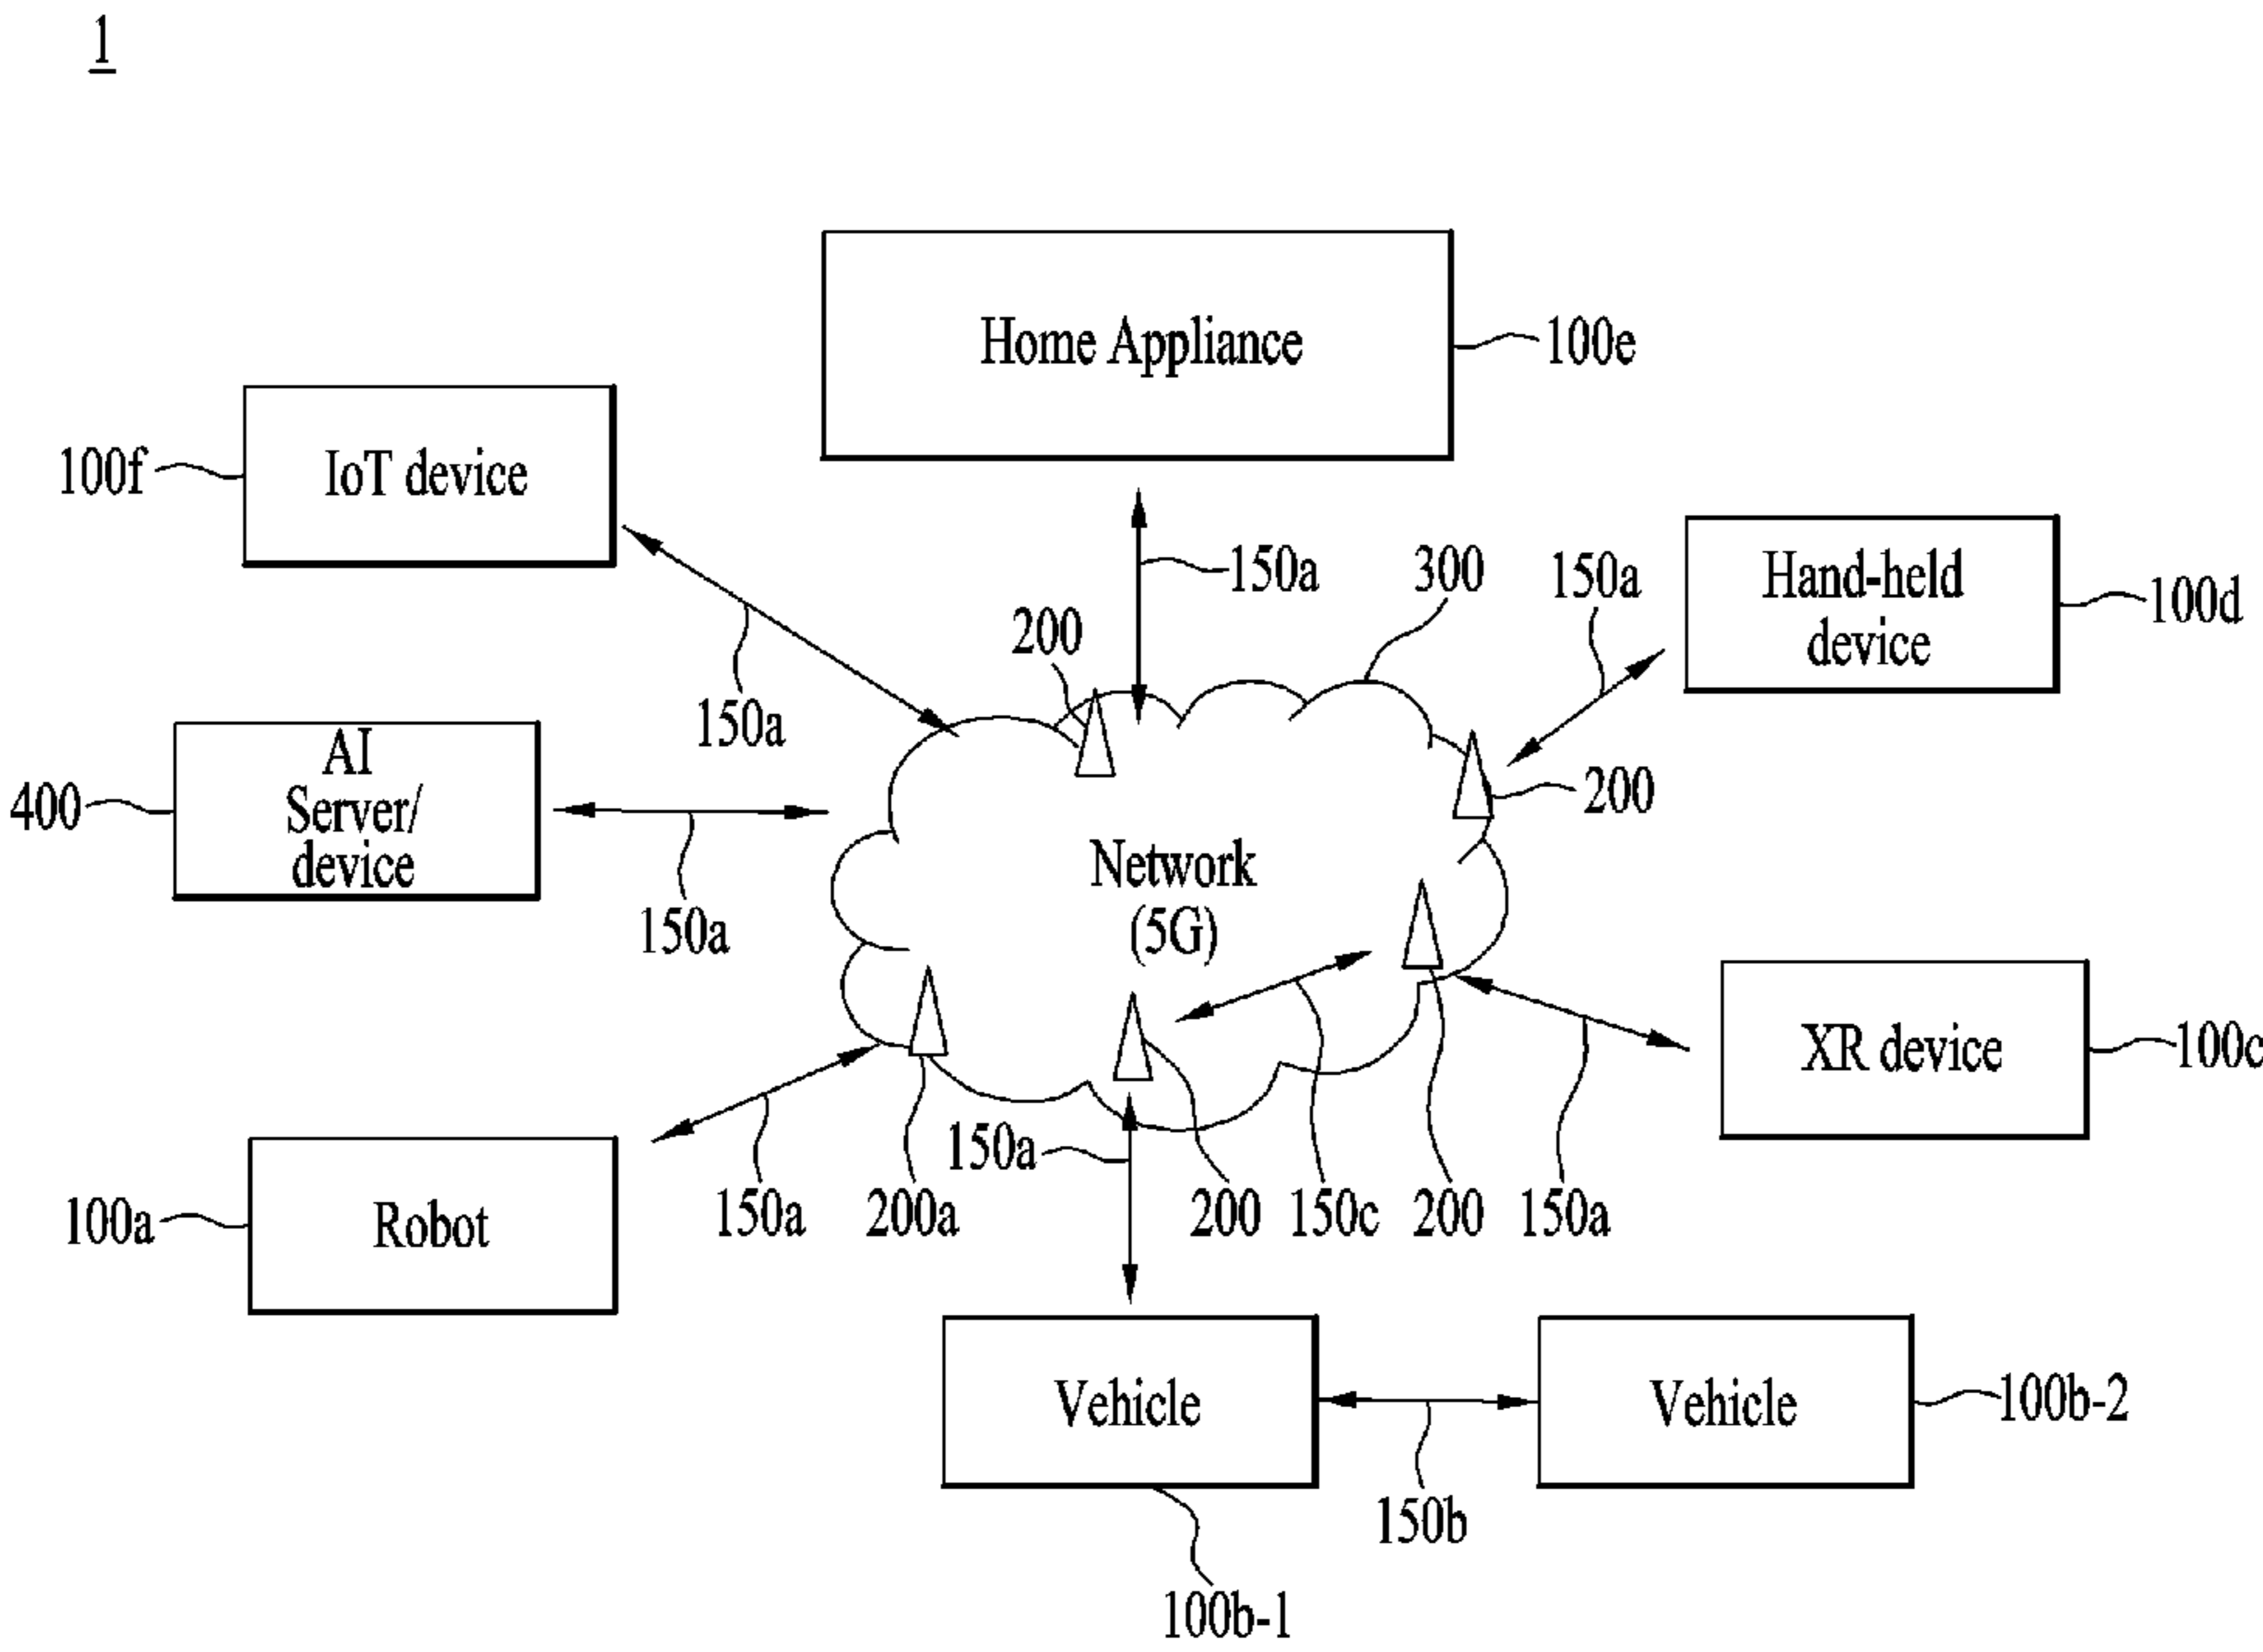 1
Home Appliance
100e
IoT device
100f
150a
300
150a
Hand-held
device
100d
200
150a
AI
Server/
device
400
200
Network
(5G)
150a
XR device
100c
150a
Robot
100a
150a
200a
200
150c
200
150a
Vehicle
Vehicle
100b-2
150b
100b-1